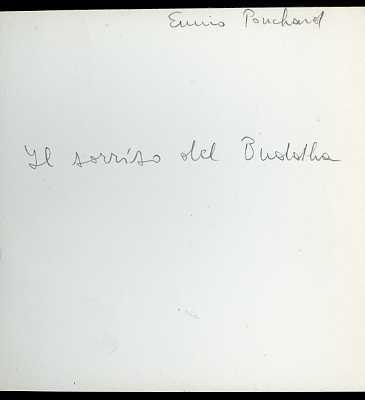 Ennio Pouchard
Il sorriso del Buddha